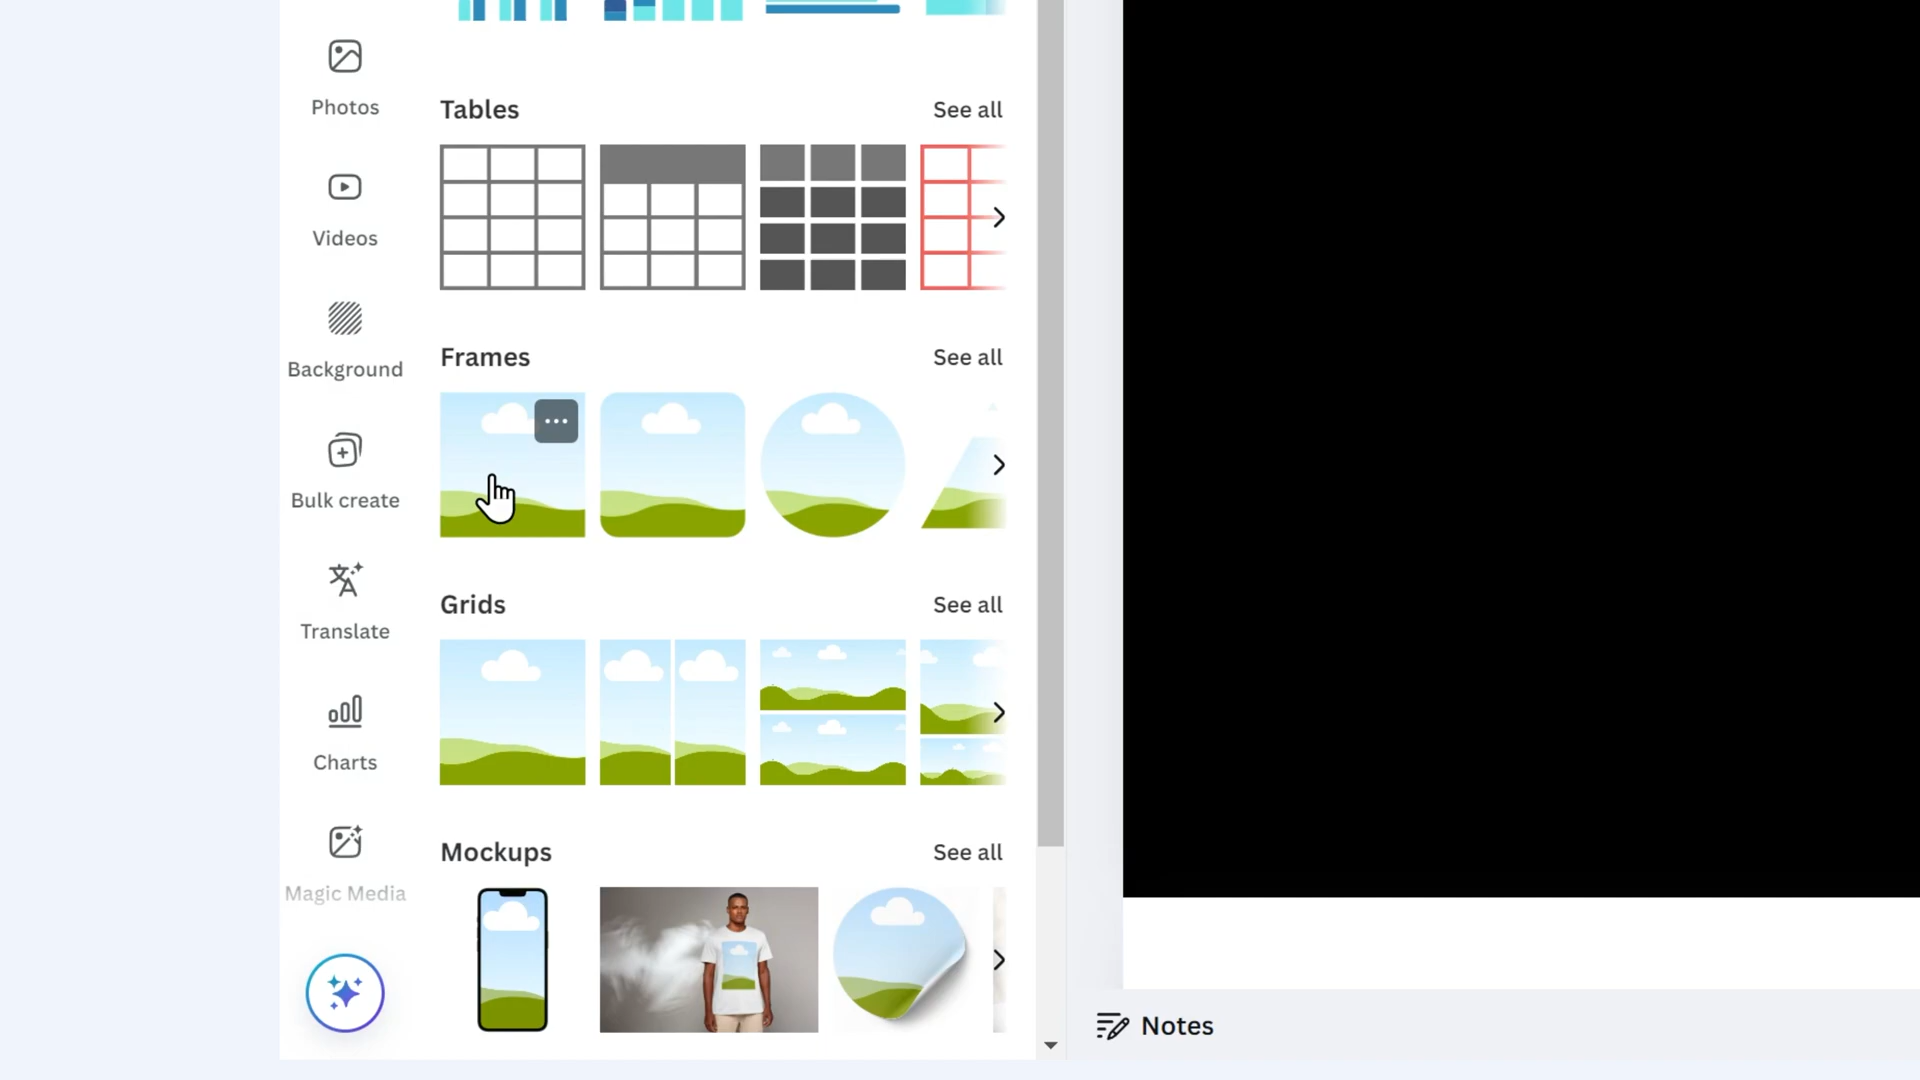 Photos
Videos
Background
Bulk create
Translate
Charts
Magic Media
Tables
See all
Frames
See all
Grids
See all
Mockups
See all
Notes